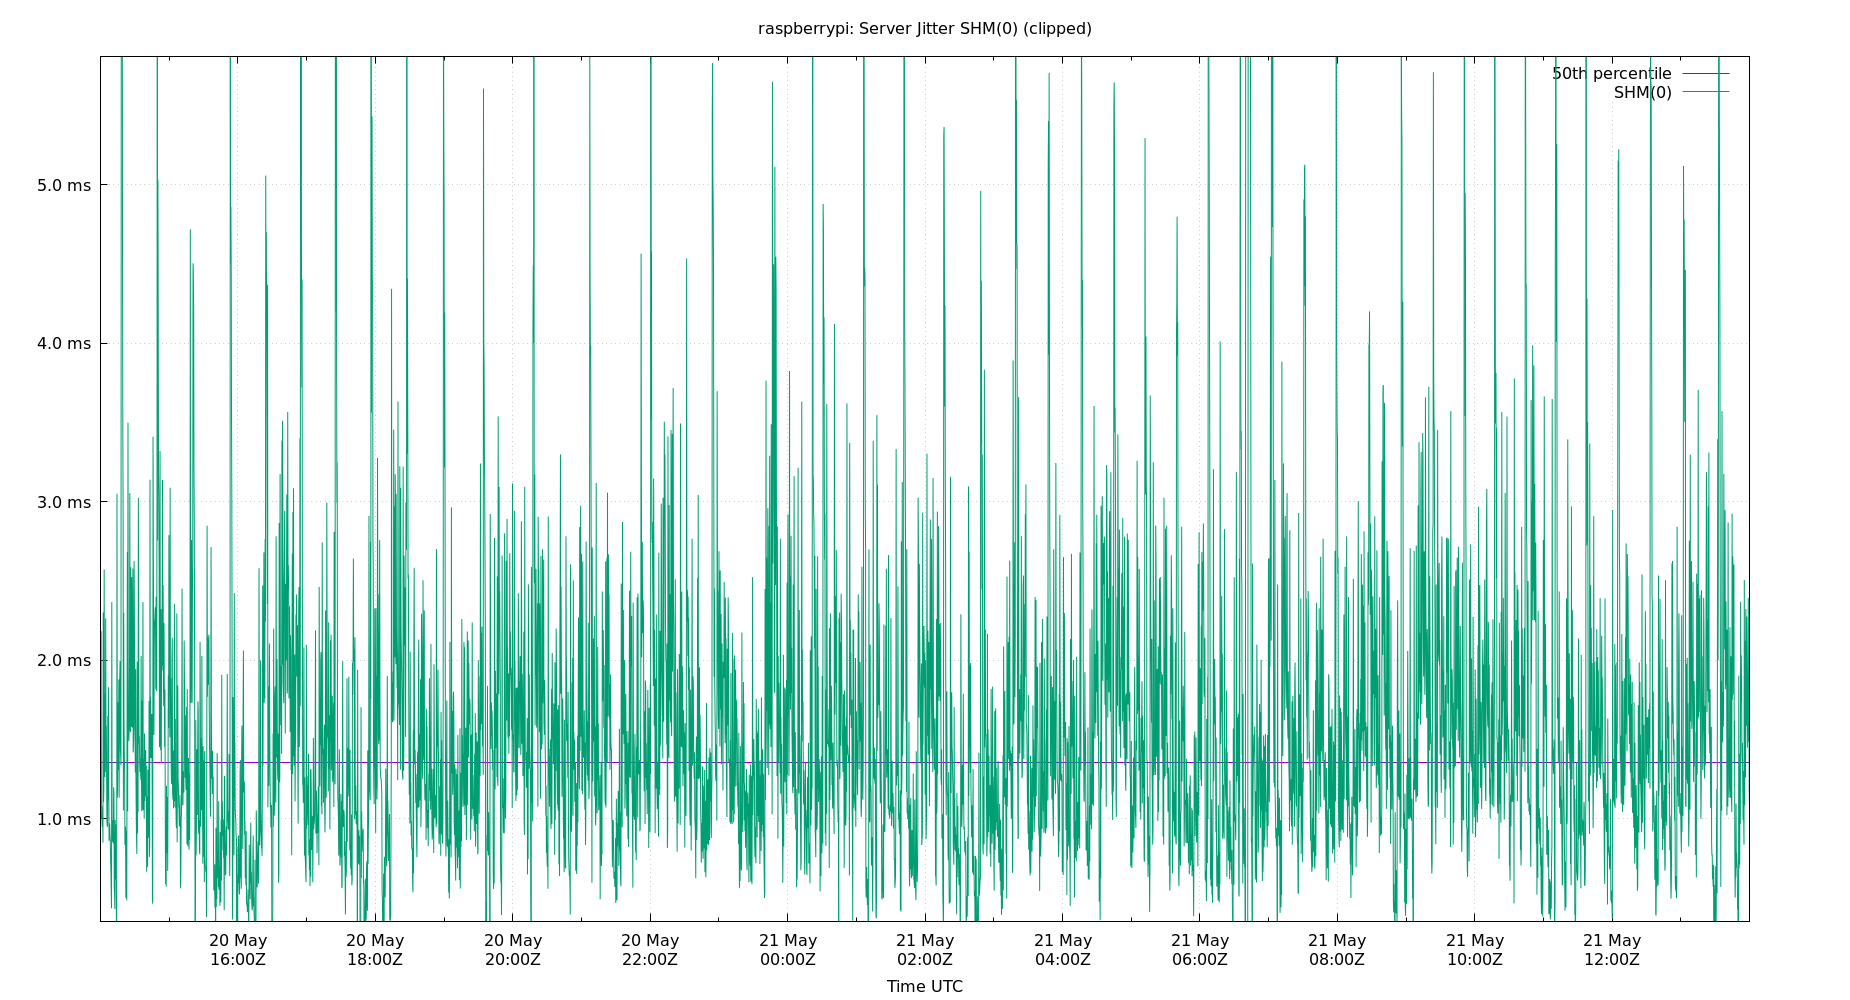 raspberrypi: Server Jitter SHM(0) (clipped)
50th percentile
SHM(0)
5.0 ms
4.0 ms
3.0 ms
2.0 ms
1.0 ms
20 May 20 May 20 May 20 May 21 May 21 May 21 May 21 May 21 May 21 May 21 May
16:00Z 18:00Z 20:00Z 22:00Z 00:00Z 02:00Z 04:00Z 06:00Z 08:00Z 10:00Z 12:00Z
Time UTC